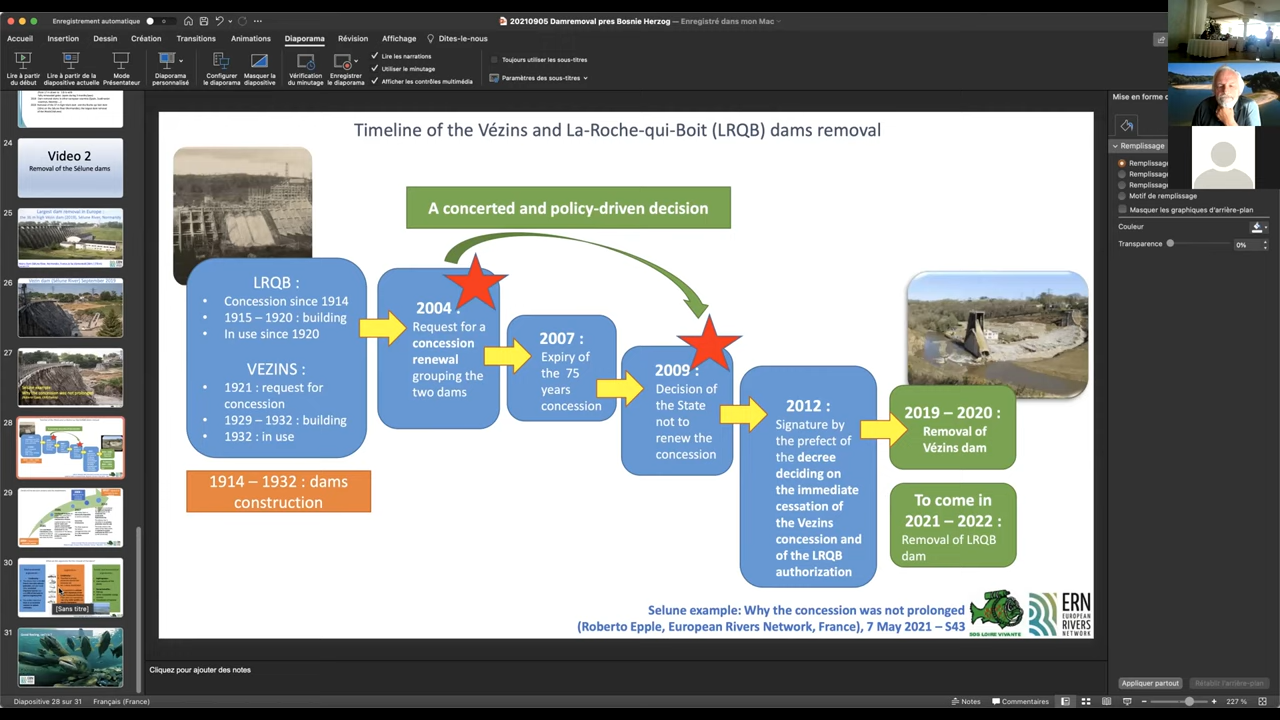 Enregistrement automatique
20210905 Damremoval pres Bosnie Herzog — Enregistré dans mon Mac
Accueil
Insertion
Dessin
Création
Transitions
Animations
Diaporama
Révision
Affichage
Dites-le-nous
Lire à partir du début
Lire à partir de la diapositive actuelle
Mode Présentateur
Diaporama personnalisé
Configurer le diaporama
Masquer la diapositive
Vérification du minutage
Enregistrer le diaporama
Lire les narrations
Utiliser le minutage
Afficher les contrôles multimédia
Toujours utiliser les sous-titres
Paramètres des sous-titres
24
Video 2
Removal of the Sélune dams
25
26
27
28
29
30
[Sans titre]
31
Timeline of the Vézins and La-Roche-qui-Boit (LRQB) dams removal
A concerted and policy-driven decision
LRQB :
• Concession since 1914
• 1915 – 1920 : building
• In use since 1920
VEZINS :
• 1921 : request for
concession
• 1929 – 1932 : building
• 1932 : in use
1914 – 1932 : dams
construction
2004 :
Request for a
concession
renewal
grouping the
two dams
2007 :
Expiry of
the 75
years
concession
2009 :
Decision of
the State
not to
renew the
concession
2012 :
Signature by
the prefect of
the decree
deciding on
the immediate
cessation of
the Vezins
concession and
of the LRQB
authorization
2019 – 2020 :
Removal of
Vézins dam
To come in
2021 – 2022 :
Removal of LRQB
dam
Selune example: Why the concession was not prolonged
(Roberto Epple, European Rivers Network, France), 7 May 2021 – S43
SOS LOIRE VIVANTE
ERN
EUROPEAN
RIVERS
NETWORK
Mise en forme
Remplissage
Remplissage
Remplissage
Remplissage
Motif de remplissage
Masquer les graphiques d'arrière-plan
Couleur
Transparence
0%
Appliquer partout
Rétablir l'arrière-plan
Cliquez pour ajouter des notes
Diapositive 28 sur 31
Français (France)
Notes
Commentaires
227 %